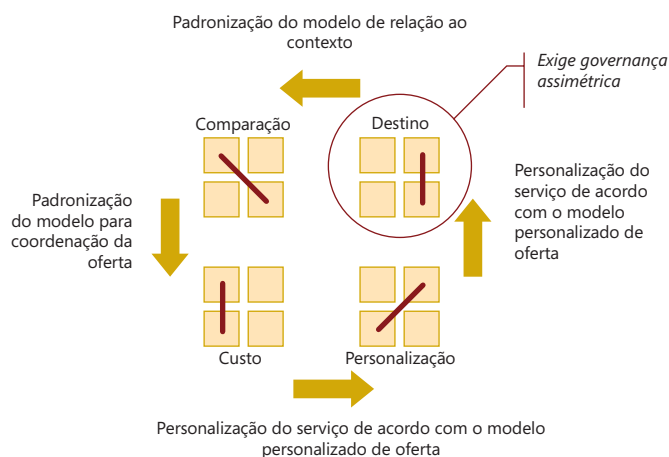 Padronização do modelo de relação ao
contexto
Exige governança
assimétrica
Comparação
Destino
Padronização
do modelo para
coordenação da
oferta
Personalização do
serviço de acordo
com o modelo
personalizado de
oferta
Custo
Personalização
Personalização do serviço de acordo com o modelo
personalizado de oferta